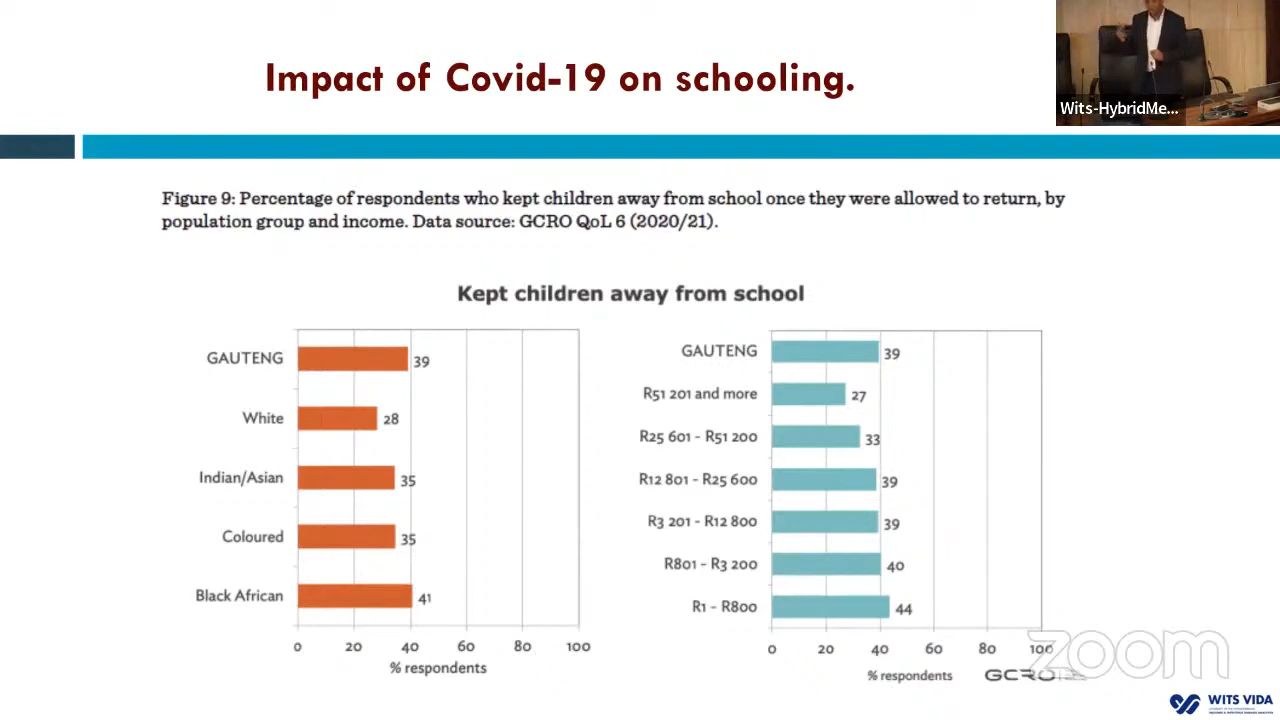 Impact of Covid-19 on schooling.
Wits-HybridMe...
Figure 9: Percentage of respondents who kept children away from school once they were allowed to return, by
population group and income. Data source: GCRO QoL 6 (2020/21).
Kept children away from school
GAUTENG 39
White 28
Indian/Asian 35
Coloured 35
Black African 41
0 20 40 60 80 100
% respondents
GAUTENG 39
R51 201 and more 27
R25 601 - R51 200 33
R12 801 - R25 600 39
R3 201 - R12 800 39
R801 - R3 200 40
R1 - R800 44
0 20 40 60 80 100
% respondents
GCRO
zoom
WITS VIDA